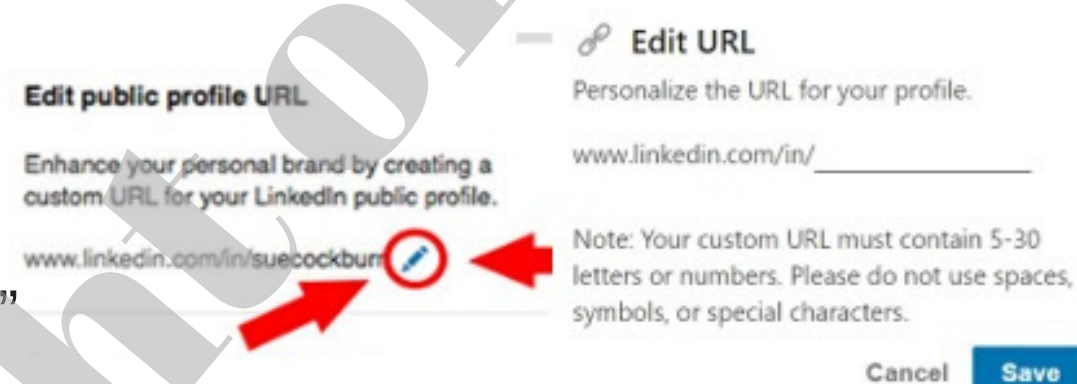 Edit public profile URL
Enhance your personal brand by creating a
custom URL for your LinkedIn public profile.
www.linkedin.com/in/suecockburn
”
Edit URL
Personalize the URL for your profile.
www.linkedin.com/in/
Note: Your custom URL must contain 5-30
letters or numbers. Please do not use spaces,
symbols, or special characters.
Cancel Save